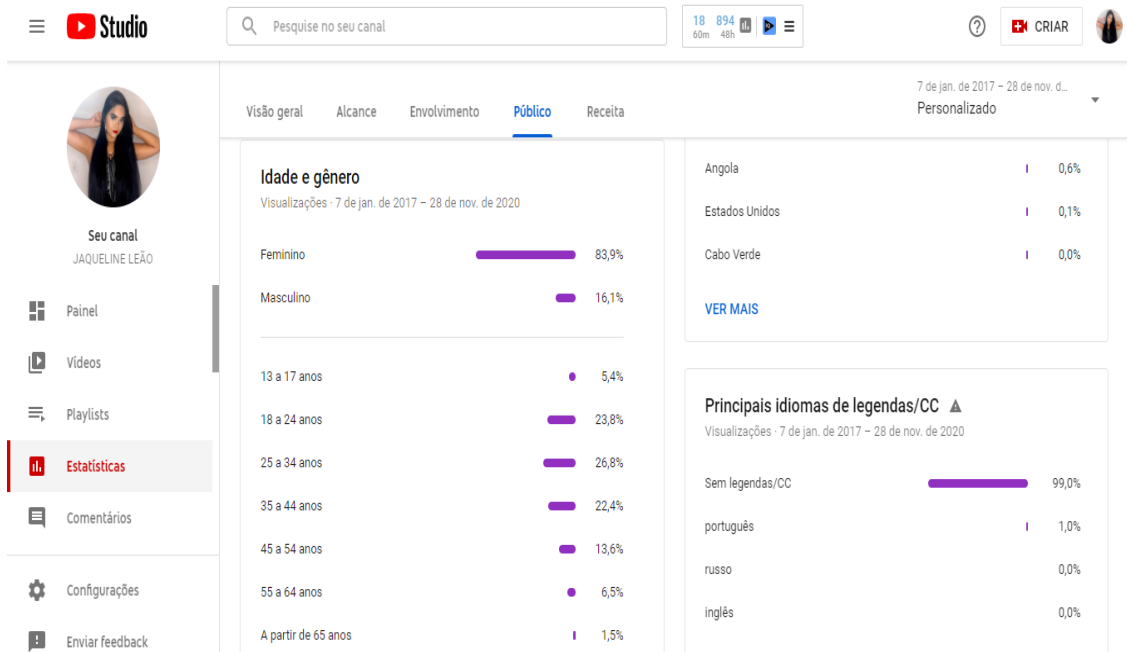 Studio
Pesquise no seu canal
18 894
60m 48h
CRIAR
Seu canal
JAQUELINE LEÃO
Painel
Vídeos
Playlists
Estatísticas
Comentários
Configurações
Enviar feedback
Visão geral Alcance Envolvimento Público Receita
7 de jan. de 2017 – 28 de nov. d...
Personalizado
Idade e gênero
Visualizações · 7 de jan. de 2017 – 28 de nov. de 2020
Feminino 83,9%
Masculino 16,1%
13 a 17 anos 5,4%
18 a 24 anos 23,8%
25 a 34 anos 26,8%
35 a 44 anos 22,4%
45 a 54 anos 13,6%
55 a 64 anos 6,5%
A partir de 65 anos 1,5%
Angola 0,6%
Estados Unidos 0,1%
Cabo Verde 0,0%
VER MAIS
Principais idiomas de legendas/CC
Visualizações · 7 de jan. de 2017 – 28 de nov. de 2020
Sem legendas/CC 99,0%
português 1,0%
russo 0,0%
inglês 0,0%